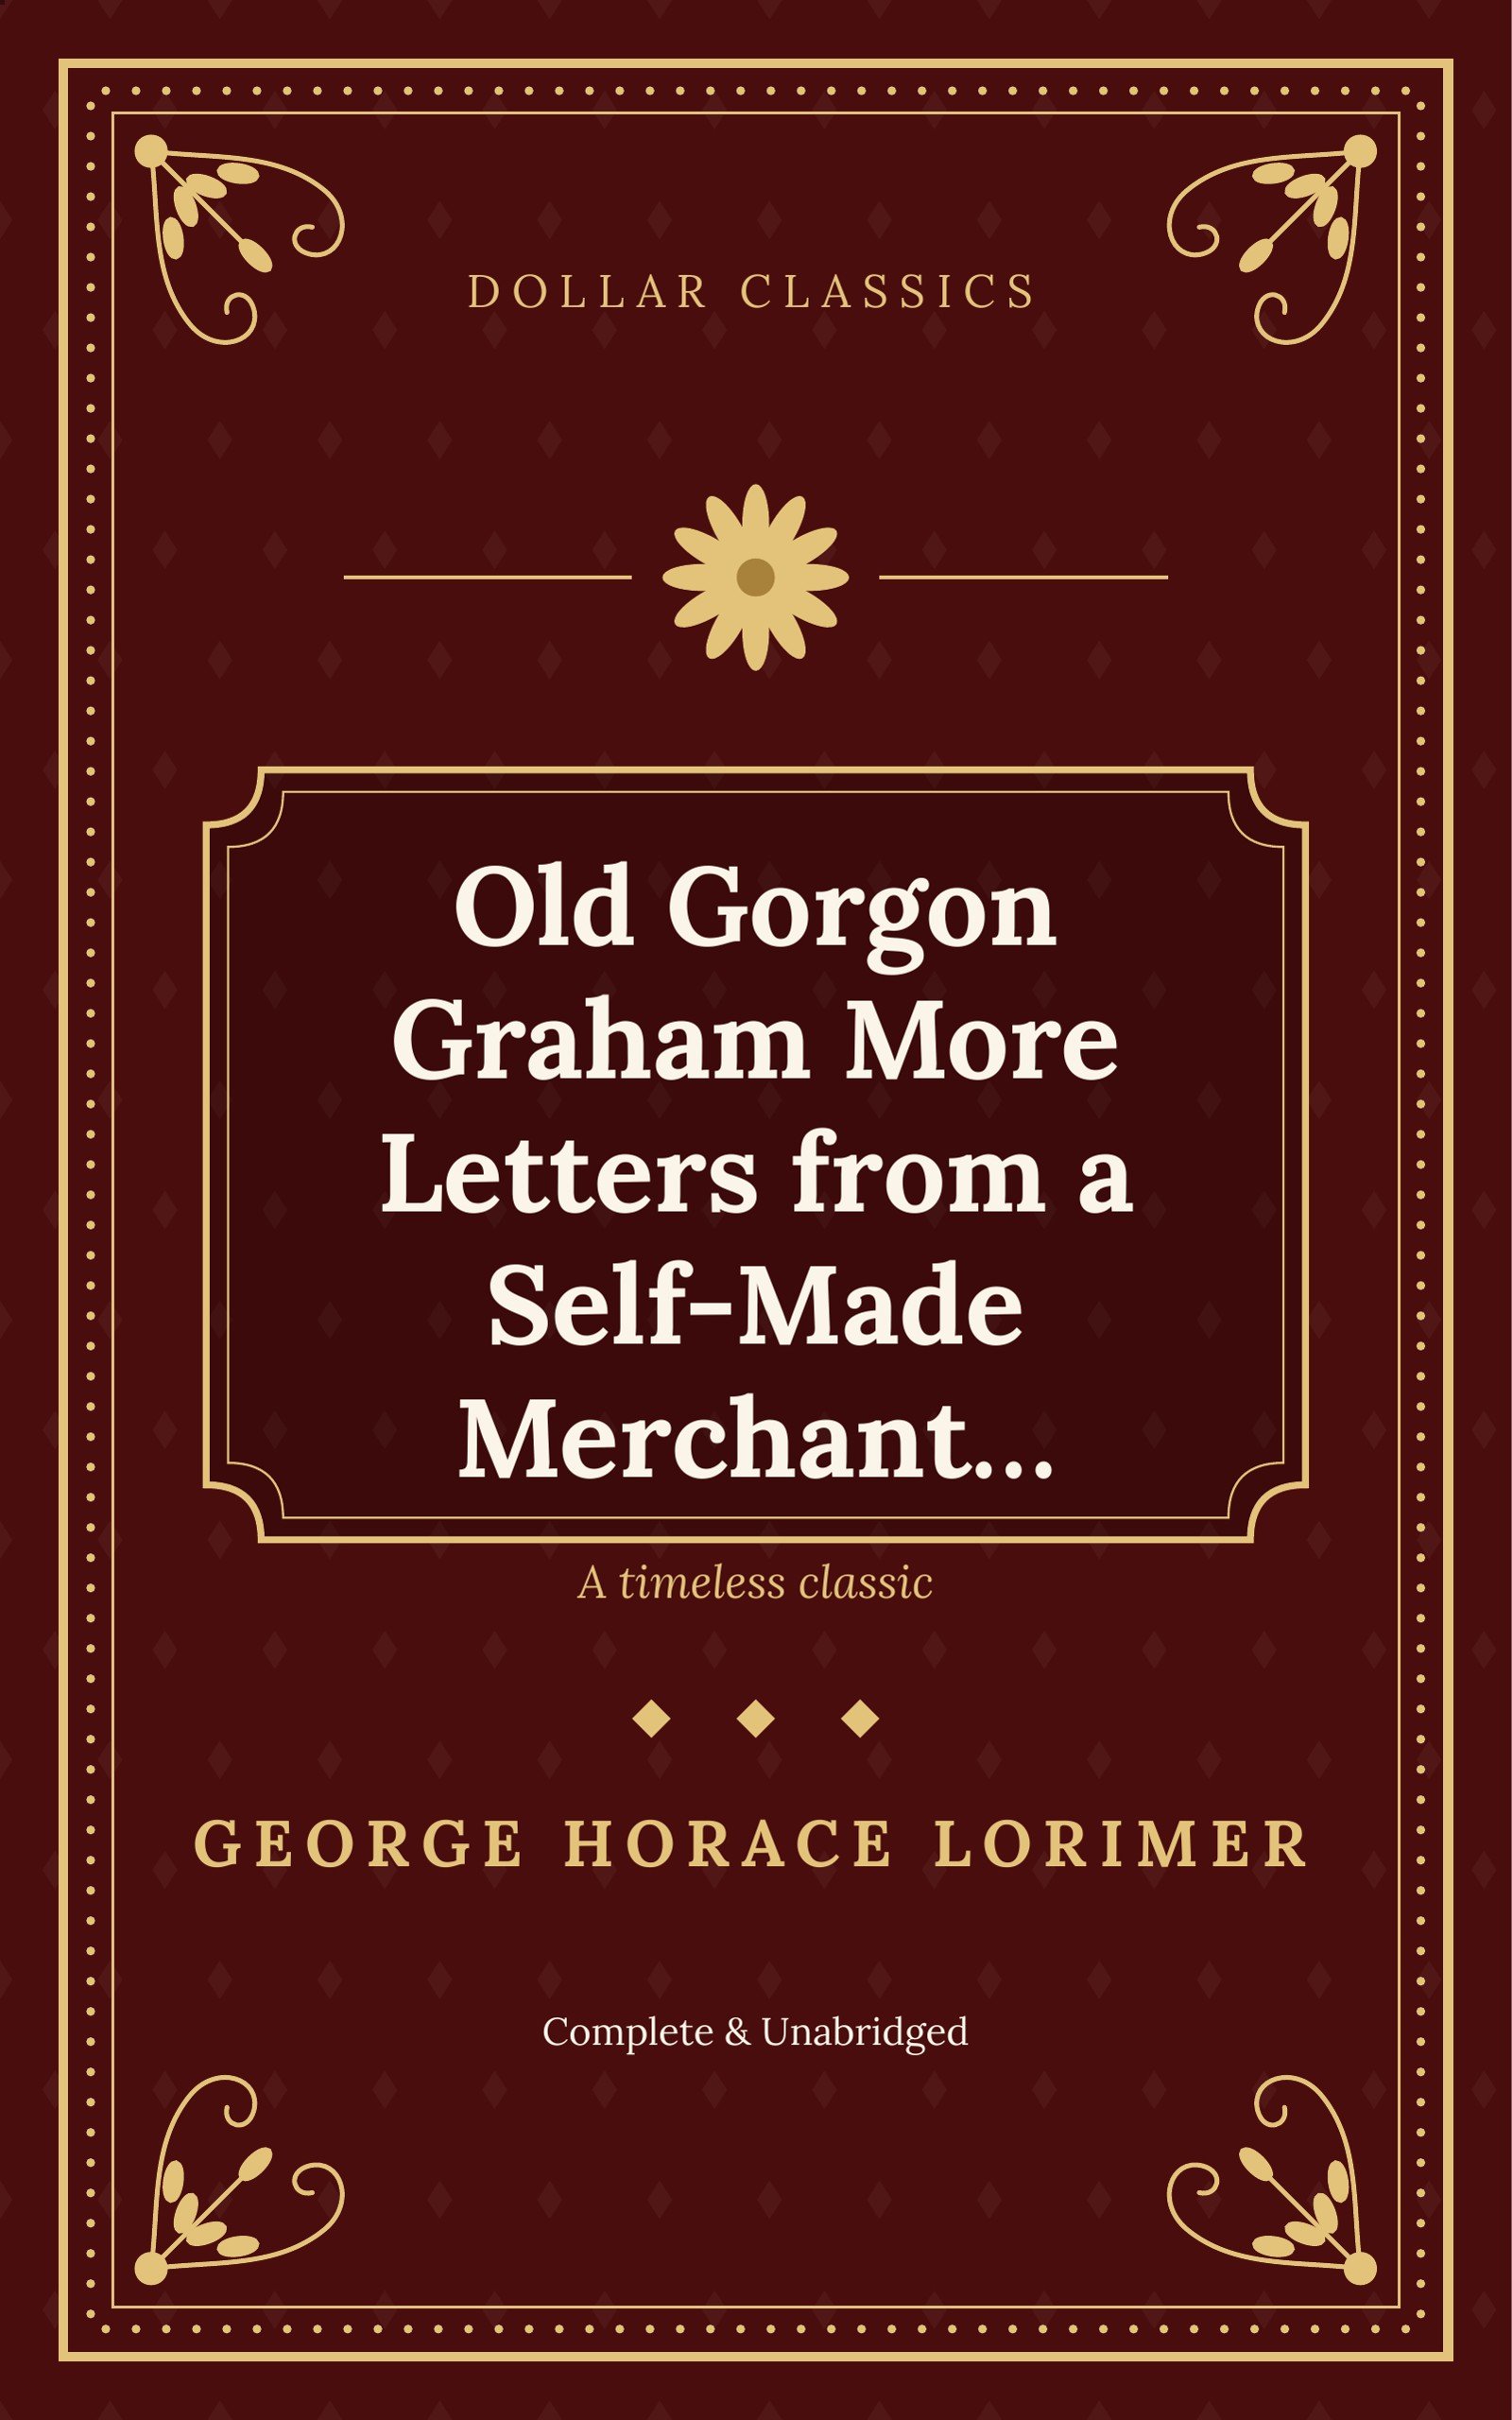 DOLLAR CLASSICS
Old Gorgon
Graham More
Letters from a
Self-Made
Merchant...
A timeless classic
GEORGE HORACE LORIMER
Complete & Unabridged